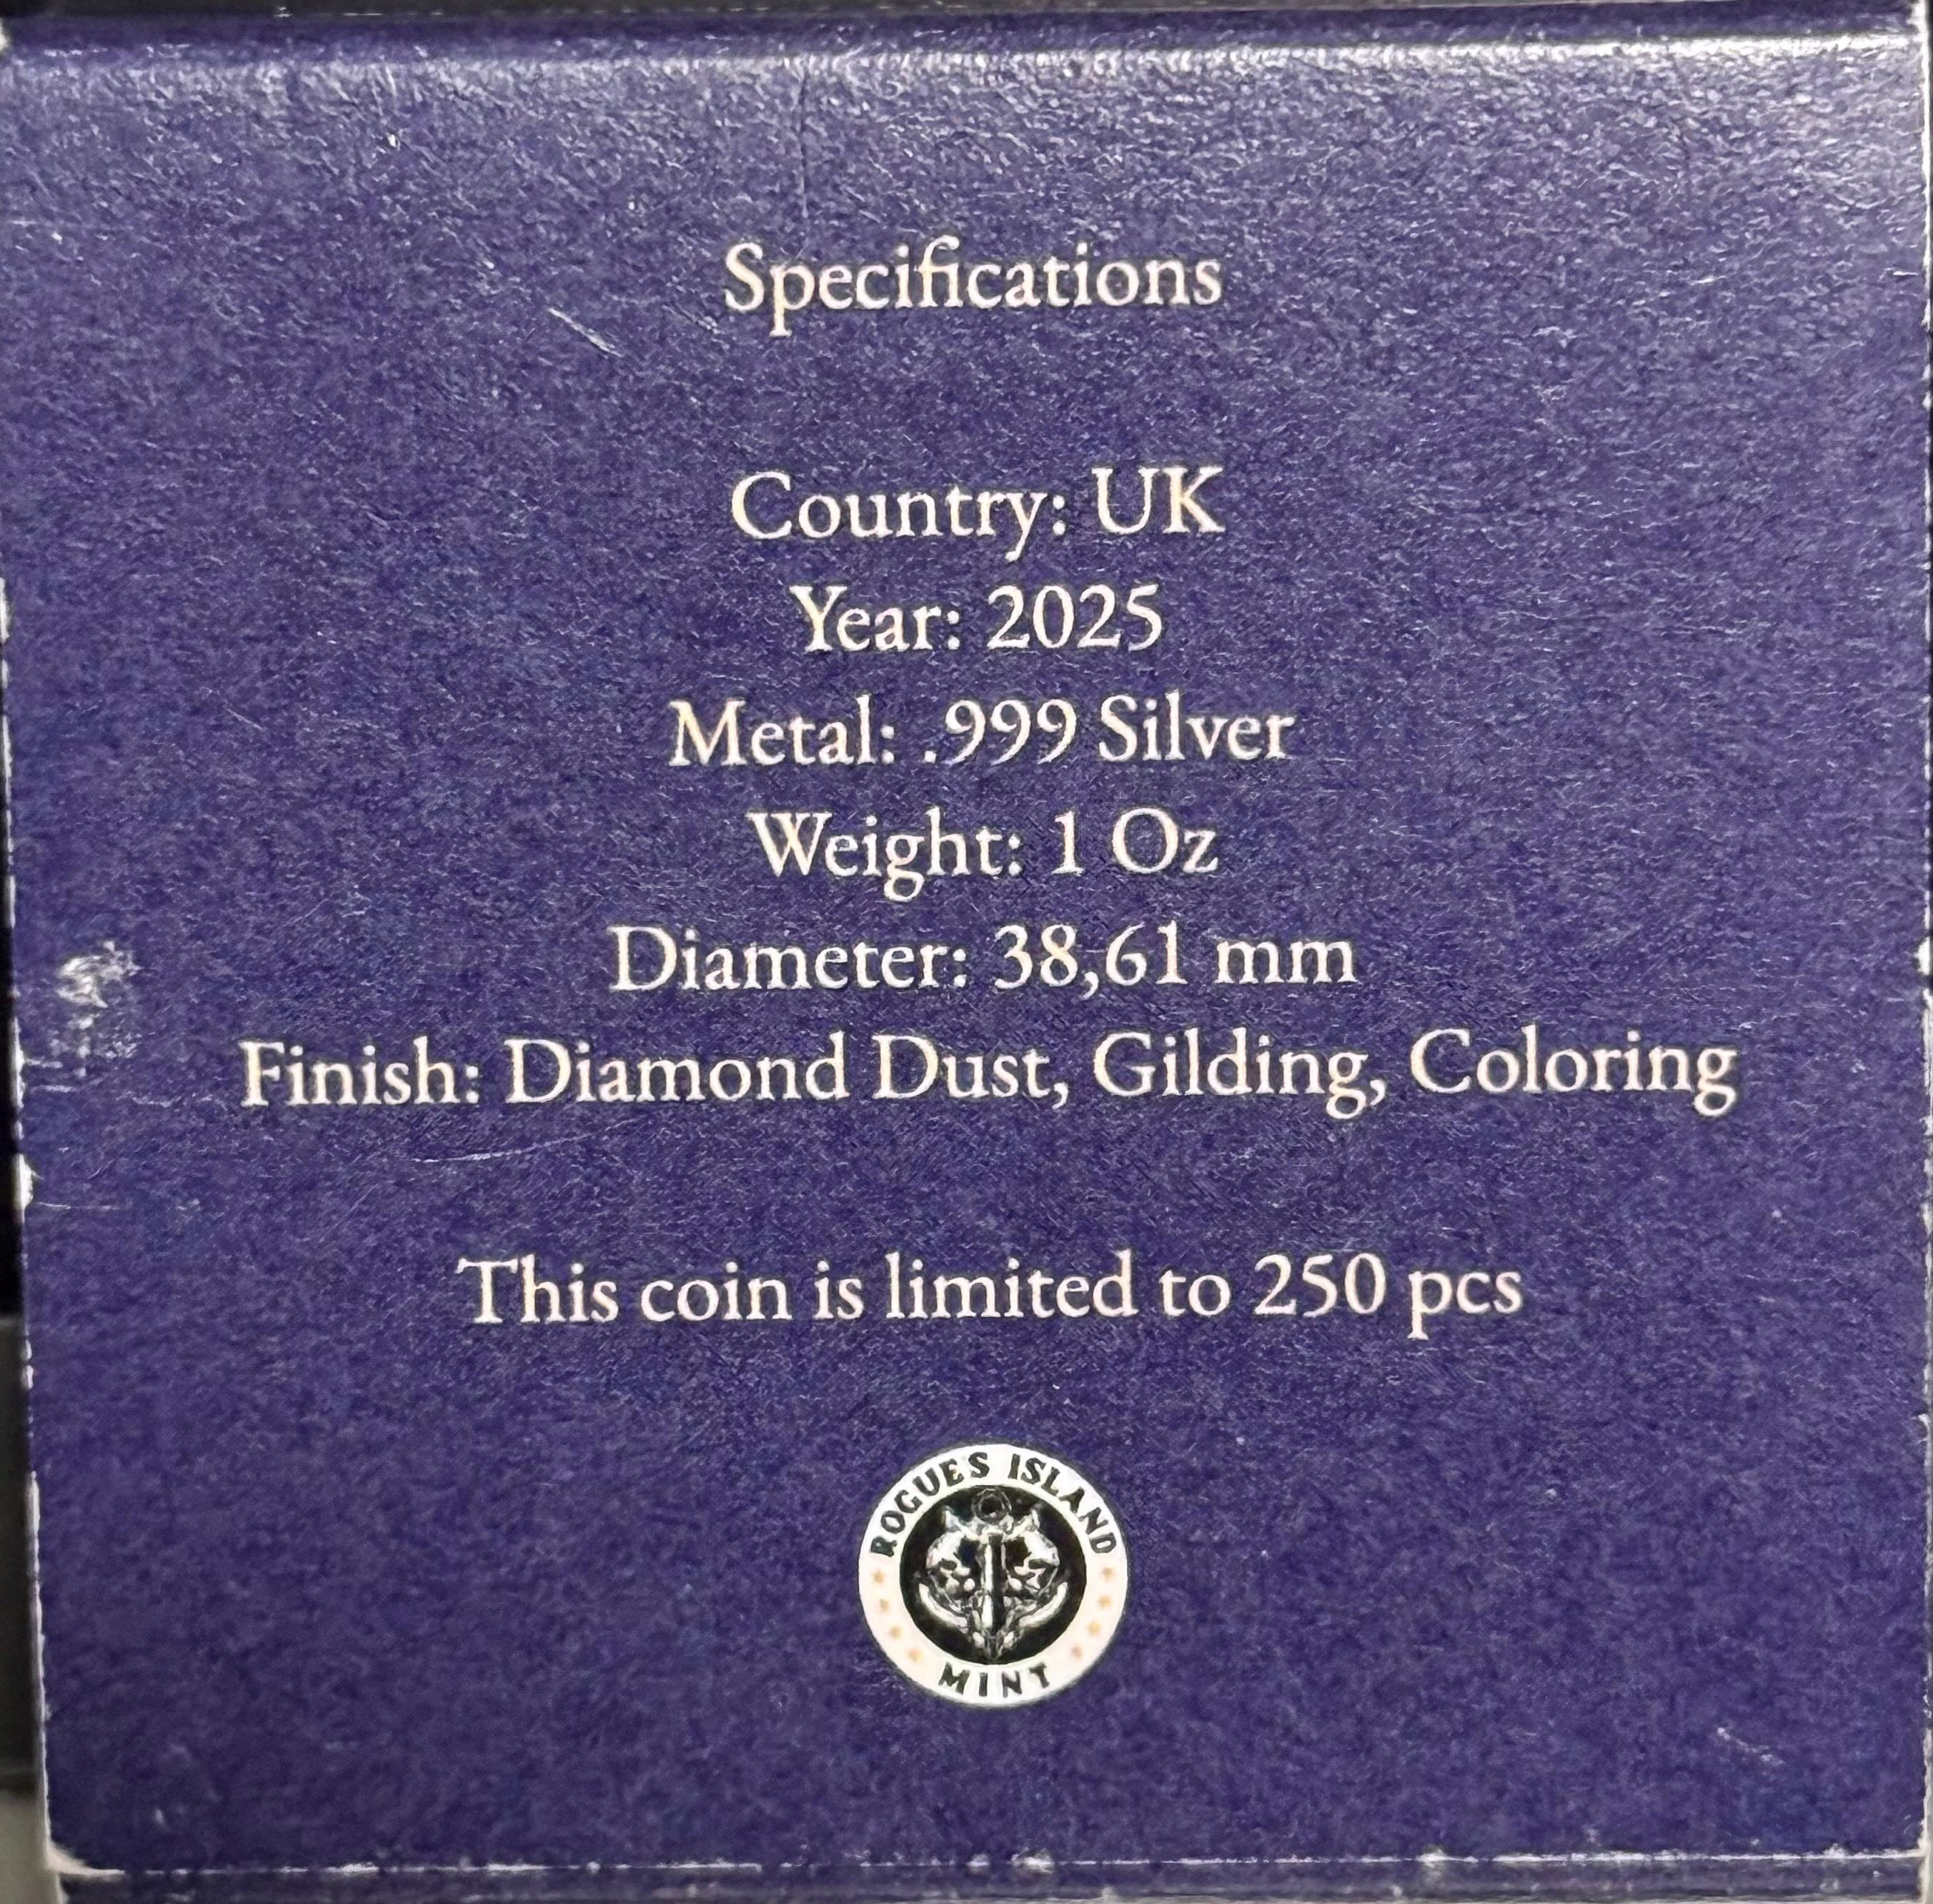 Specifications
Country: UK
Year: 2025
Metal: .999 Silver
Weight: 1 Oz
Diameter: 38,61 mm
Finish: Diamond Dust, Gilding, Coloring
This coin is limited to 250 pcs
ROGUES ISLAND
MINT